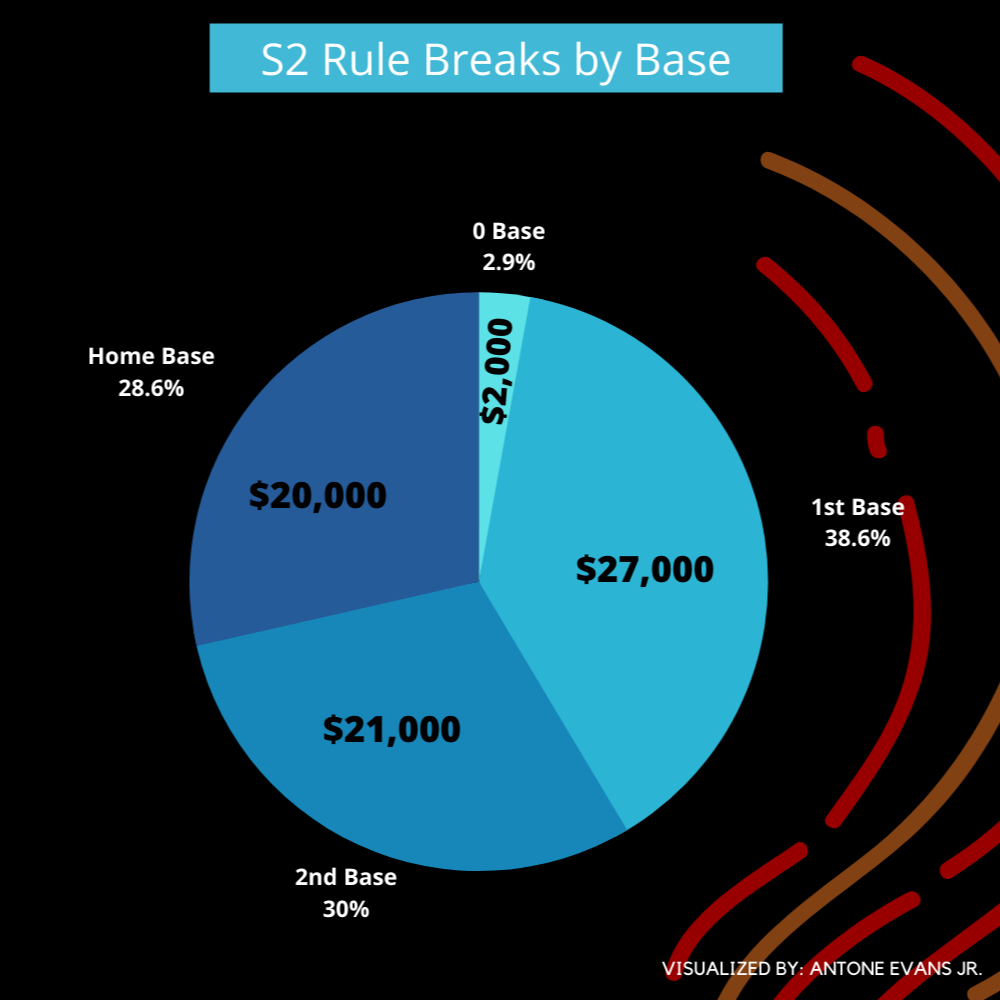 S2 Rule Breaks by Base
0 Base
2.9%
$2,000
Home Base
28.6%
$20,000
1st Base
38.6%
$27,000
$21,000
2nd Base
30%
VISUALIZED BY: ANTONE EVANS JR.